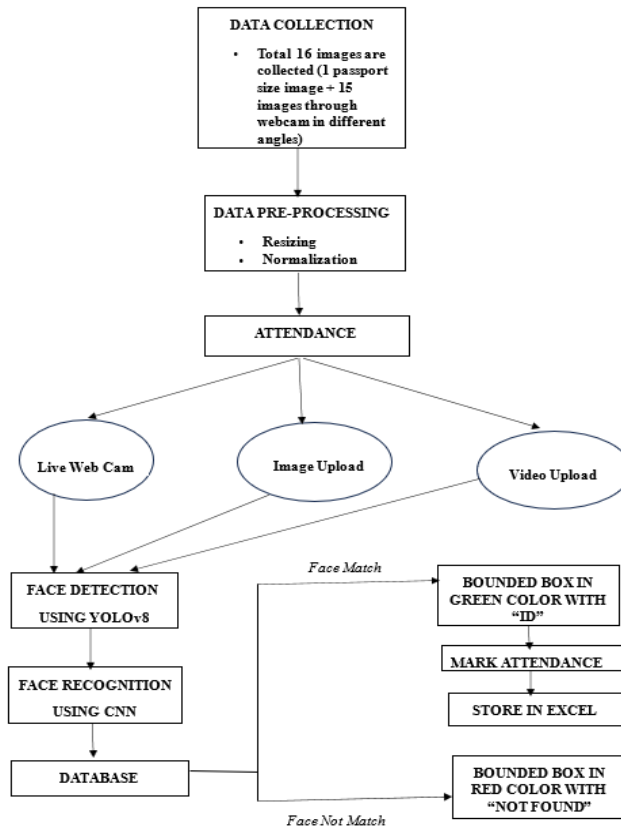 DATA COLLECTION
• Total 16 images are
collected (1 passport
size image + 15
images through
webcam in different
angles)
DATA PRE-PROCESSING
• Resizing
• Normalization
ATTENDANCE
Live Web Cam
Image Upload
Video Upload
FACE DETECTION
USING YOLOv8
FACE RECOGNITION
USING CNN
DATABASE
Face Match
BOUNDED BOX IN
GREEN COLOR WITH
“ID”
MARK ATTENDANCE
STORE IN EXCEL
Face Not Match
BOUNDED BOX IN
RED COLOR WITH
“NOT FOUND”